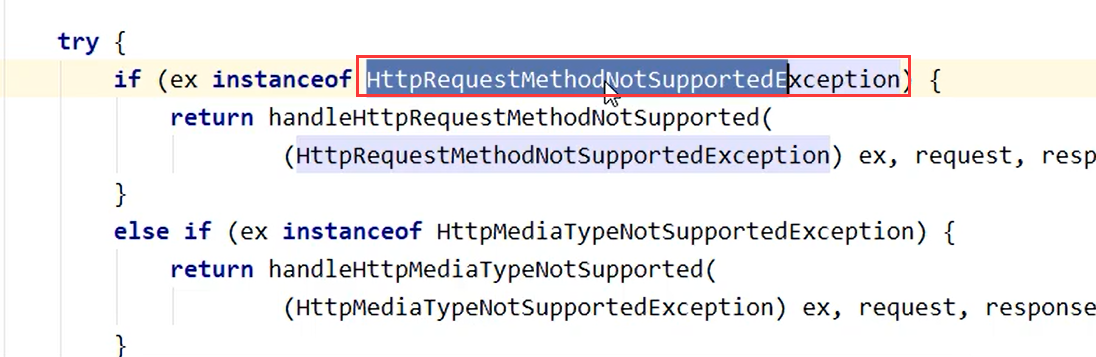 try {
if (ex instanceof HttpRequestMethodNotSupportedException) {
return handleHttpRequestMethodNotSupported(
(HttpRequestMethodNotSupportedException) ex, request, resp
}
else if (ex instanceof HttpMediaTypeNotSupportedException) {
return handleHttpMediaTypeNotSupported(
(HttpMediaTypeNotSupportedException) ex, request, response
}